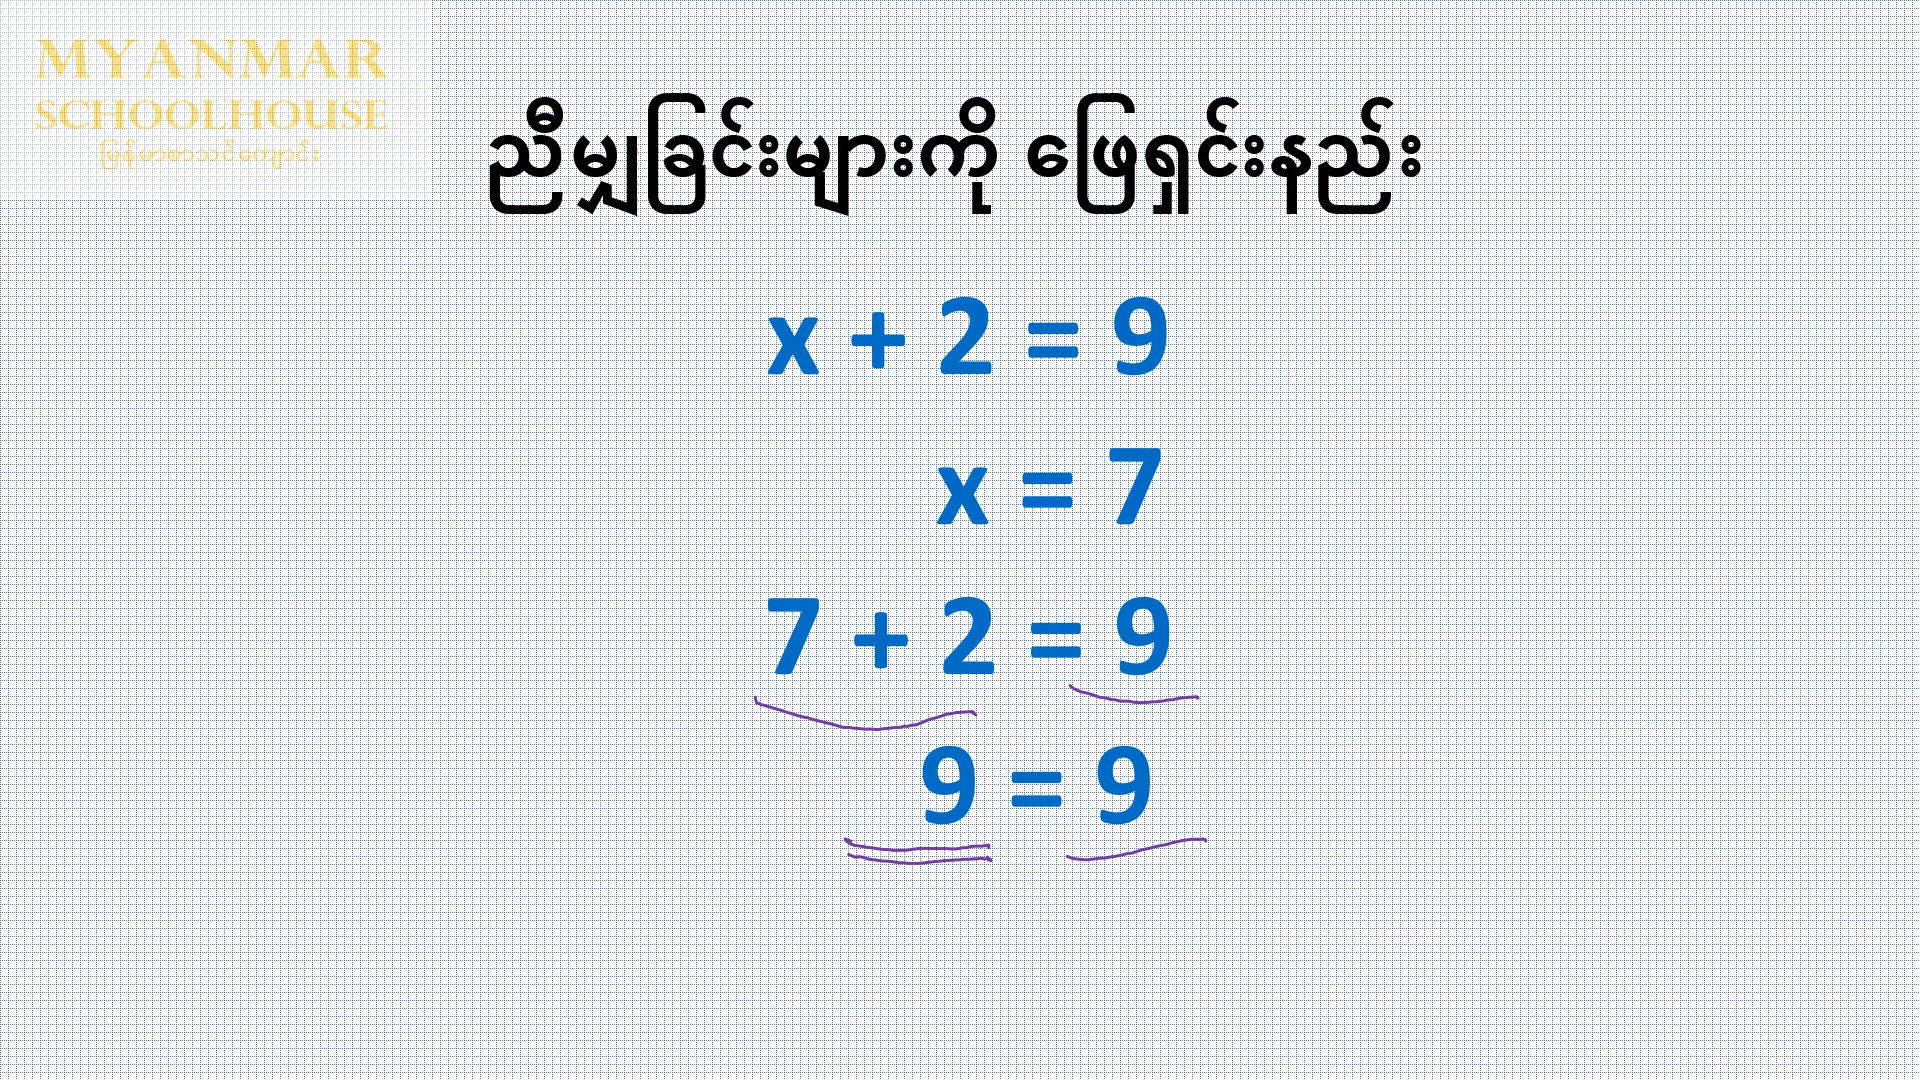 MYANMAR
SCHOOLHOUSE
မြန်မာစာသင်ကျောင်း
ညီမျှခြင်းများကို ဖြေရှင်းနည်း
x + 2 = 9
x = 7
7 + 2 = 9
9 = 9